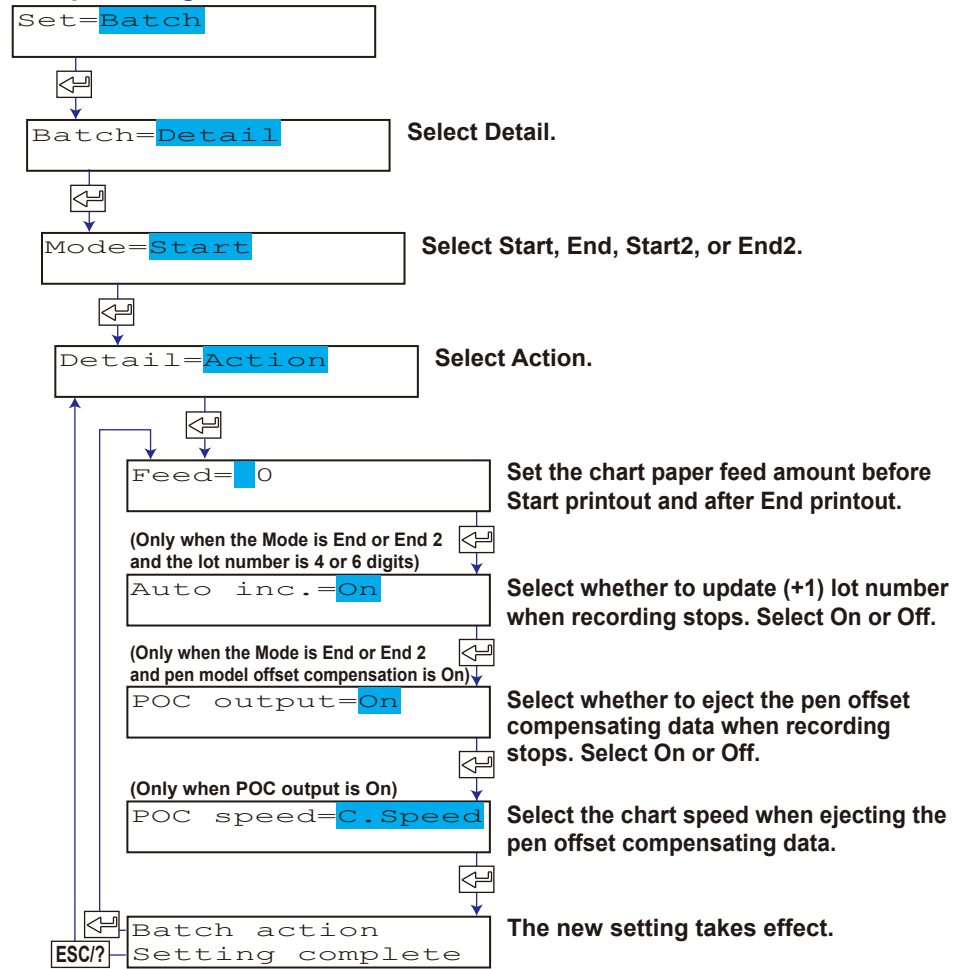 Set=Batch
Batch=Detail
Select Detail.
Mode=Start
Select Start, End, Start2, or End2.
Detail=Action
Select Action.
Feed= 0
Set the chart paper feed amount before
Start printout and after End printout.
(Only when the Mode is End or End 2
and the lot number is 4 or 6 digits)
Auto inc.=On
Select whether to update (+1) lot number
when recording stops. Select On or Off.
(Only when the Mode is End or End 2
and pen model offset compensation is On)
POC output=On
Select whether to eject the pen offset
compensating data when recording
stops. Select On or Off.
(Only when POC output is On)
POC speed=C.Speed
Select the chart speed when ejecting the
pen offset compensating data.
Batch action
Setting complete
The new setting takes effect.
ESC/?